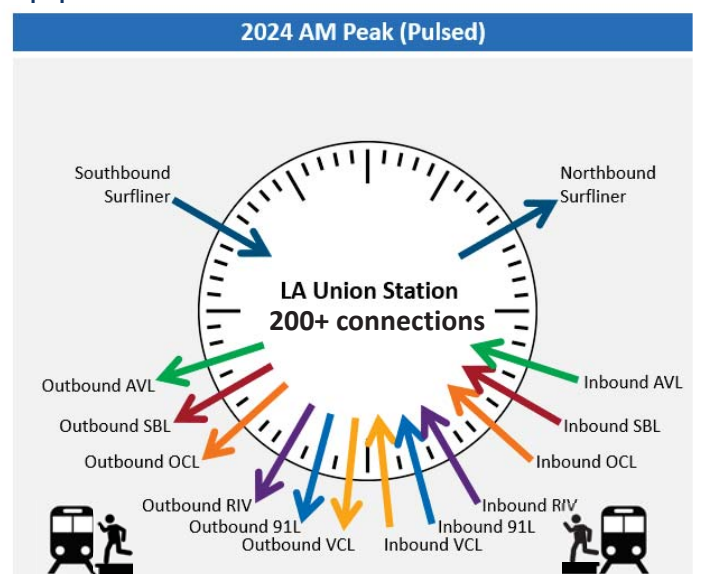 2024 AM Peak (Pulsed)
Southbound
Surfliner
Northbound
Surfliner
LA Union Station
200+ connections
Outbound AVL
Inbound AVL
Outbound SBL
Inbound SBL
Outbound OCL
Inbound OCL
Outbound RIV
Inbound RIV
Outbound 91L
Inbound 91L
Outbound VCL
Inbound VCL